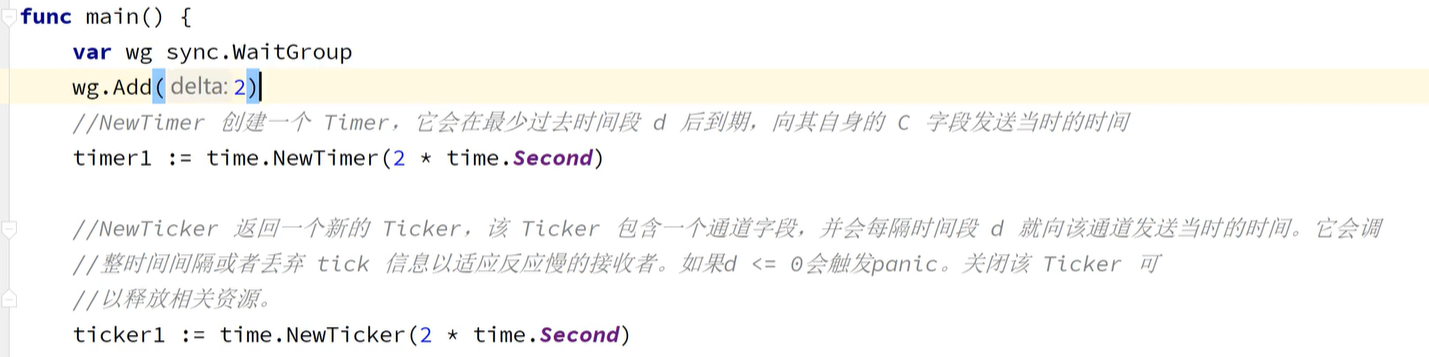 func main() {
var wg sync.WaitGroup
wg.Add(delta:2)
//NewTimer 创建一个 Timer，它会在最少过去时间段 d 后到期，向其自身的 C 字段发送当时的时间
timer1 := time.NewTimer(2 * time.Second)
//NewTicker 返回一个新的 Ticker，该 Ticker 包含一个通道字段，并会每隔时间段 d 就向该通道发送当时的时间。它会调
//整时间间隔或者丢弃 tick 信息以适应反应慢的接收者。如果d <= 0会触发panic。关闭该 Ticker 可
//以释放相关资源。
ticker1 := time.NewTicker(2 * time.Second)